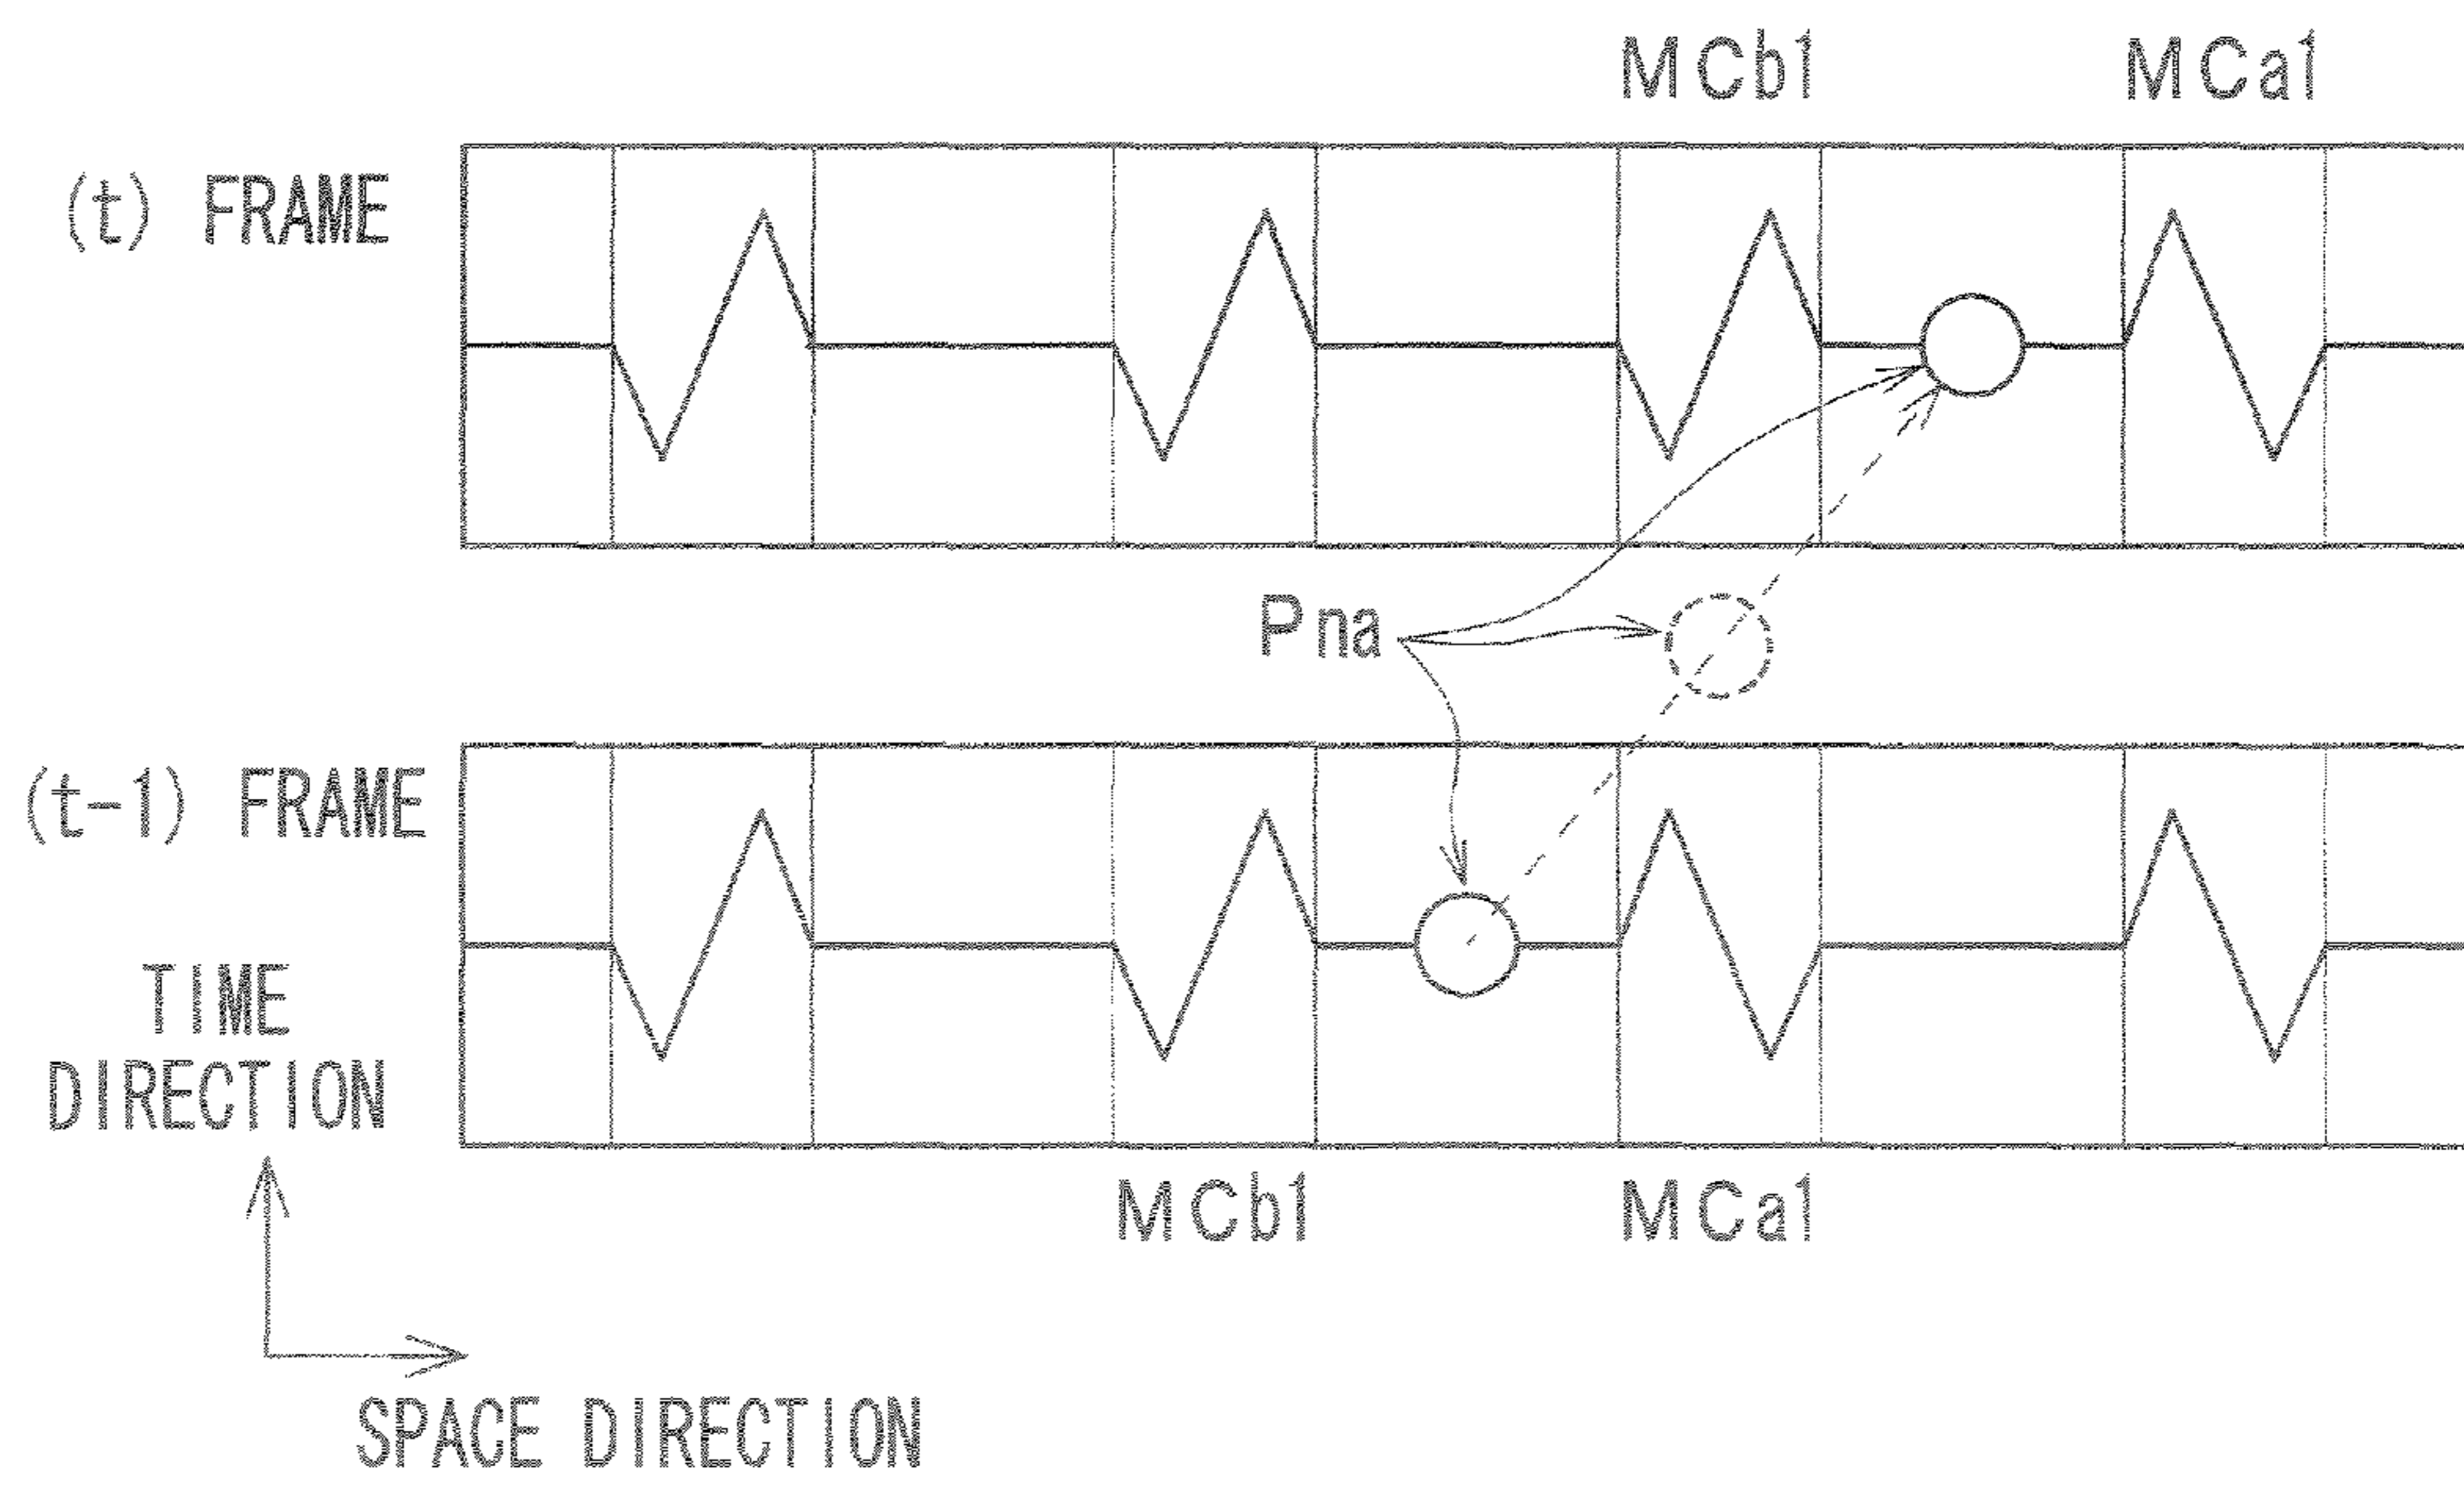 MCb1 MCa1
(t) FRAME
Pna
(t-1) FRAME
TIME
DIRECTION
MCb1 MCa1
SPACE DIRECTION